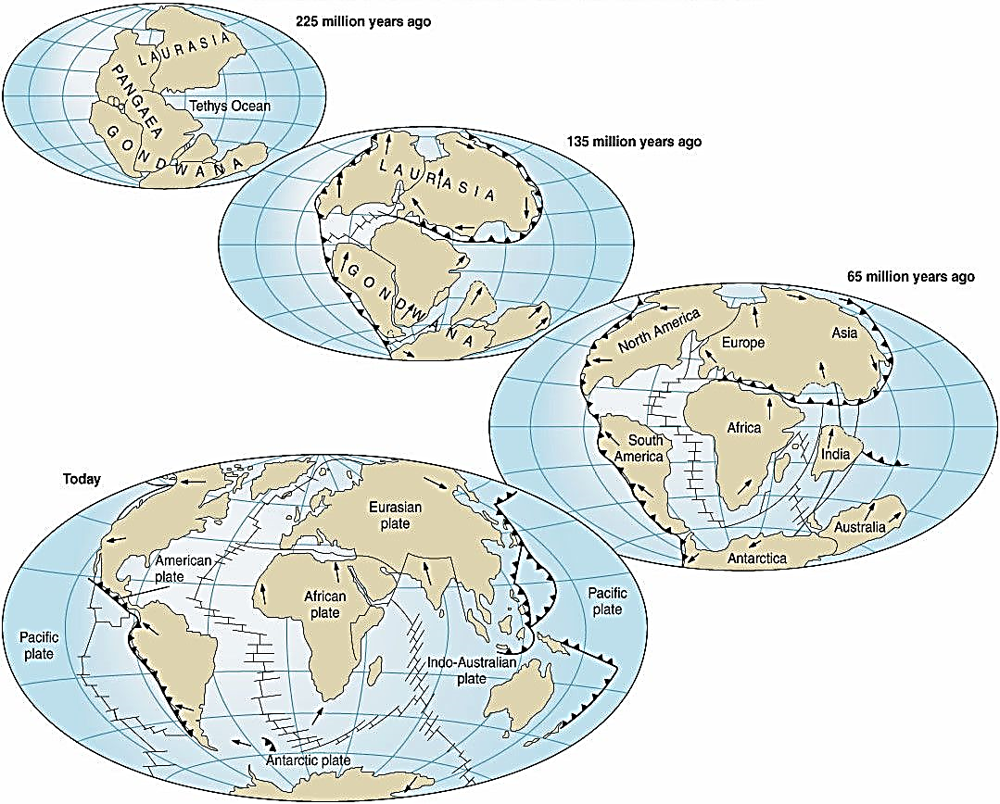 225 million years ago
LAURASIA
PANGAEA
Tethys Ocean
GONDWANA
135 million years ago
LAURASIA
GONDWANA
65 million years ago
North America
Europe
Asia
Africa
South
America
India
Australia
Antarctica
Today
Eurasian
plate
American
plate
African
plate
Pacific
plate
Pacific
plate
Indo-Australian
plate
Antarctic plate